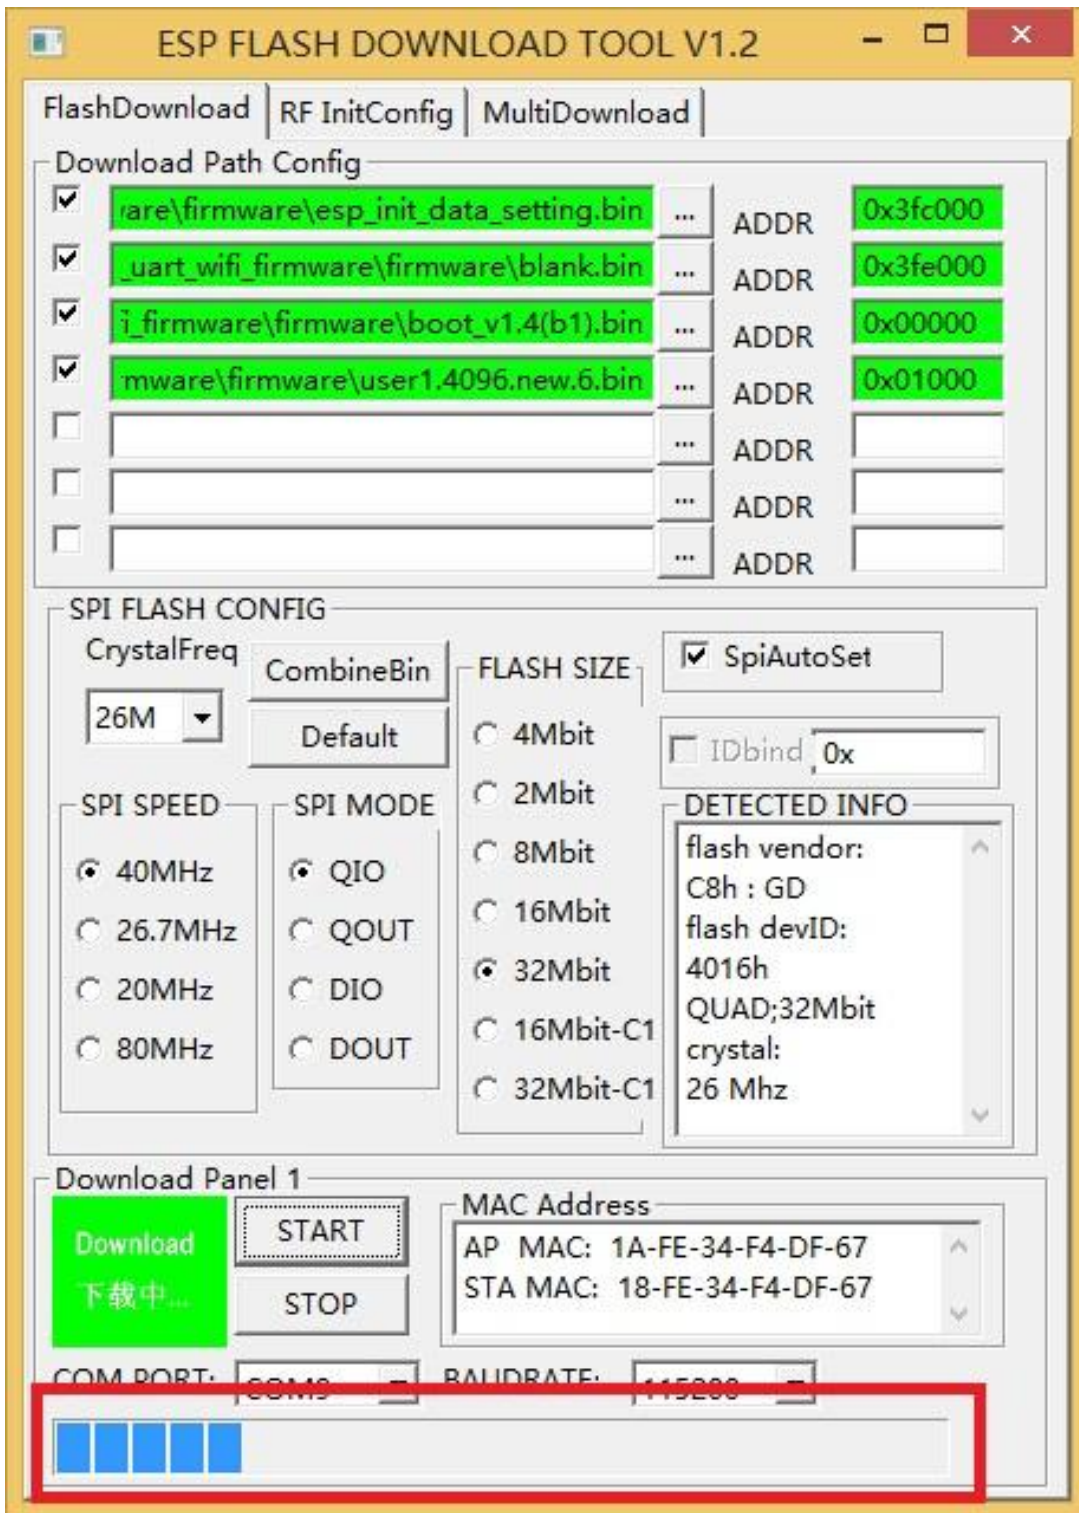 ESP FLASH DOWNLOAD TOOL V1.2
FlashDownload RF InitConfig MultiDownload
Download Path Config
are\firmware\esp_init_data_setting.bin ... ADDR 0x3fc000
_uart_wifi_firmware\firmware\blank.bin ... ADDR 0x3fe000
i_firmware\firmware\boot_v1.4(b1).bin ... ADDR 0x00000
mware\firmware\user1.4096.new.6.bin ... ADDR 0x01000
... ADDR
... ADDR
... ADDR
SPI FLASH CONFIG
CrystalFreq
26M
CombineBin
Default
SPI SPEED
40MHz
26.7MHz
20MHz
80MHz
SPI MODE
QIO
QOUT
DIO
DOUT
FLASH SIZE
4Mbit
2Mbit
8Mbit
16Mbit
32Mbit
16Mbit-C1
32Mbit-C1
SpiAutoSet
IDbind 0x
DETECTED INFO
flash vendor:
C8h : GD
flash devID:
4016h
QUAD;32Mbit
crystal:
26 Mhz
Download Panel 1
Download
下载中...
START
STOP
MAC Address
AP MAC: 1A-FE-34-F4-DF-67
STA MAC: 18-FE-34-F4-DF-67
COM PORT: BAUDRATE: 115200